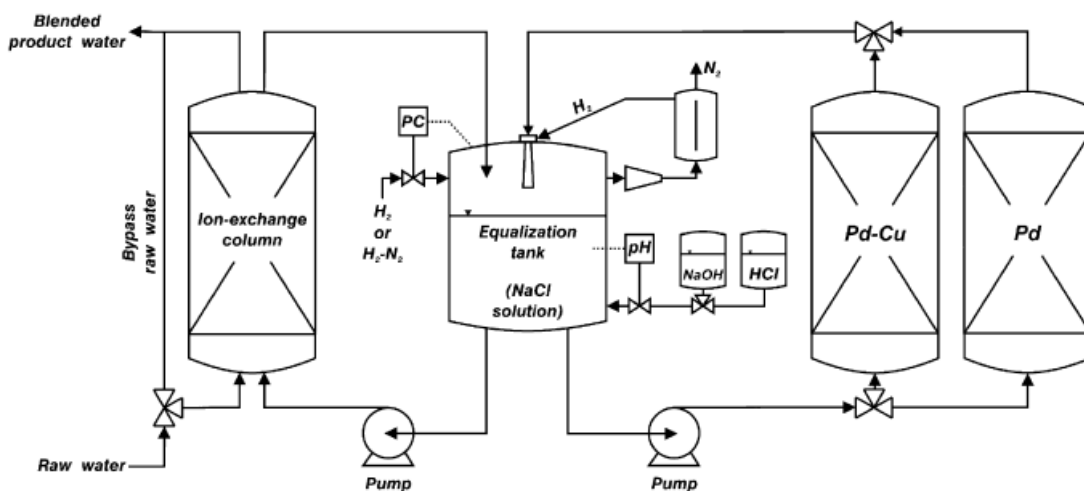 Blended
product water
N₂
H₂
PC
Bypass
raw water
Ion-exchange
column
H₂
or
H₂-N₂
Equalization
tank
(NaCl
solution)
pH
NaOH
HCl
Pd-Cu
Pd
Raw water
Pump
Pump